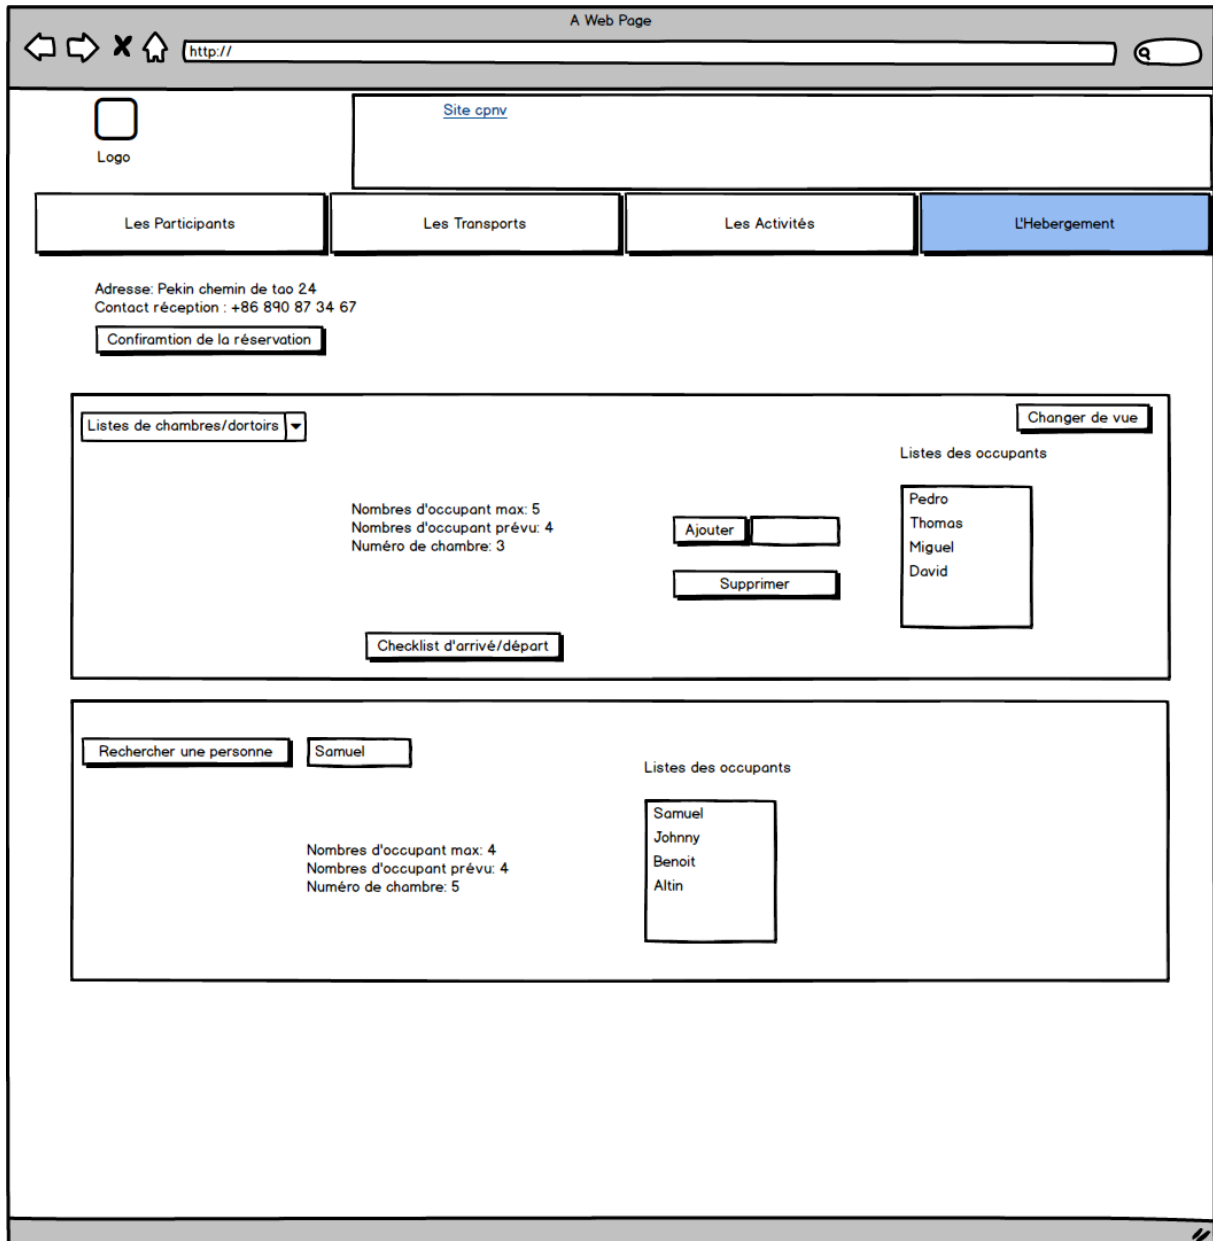 A Web Page
http://
Site cpnv
Logo
Les Participants
Les Transports
Les Activités
L'Hebergement
Adresse: Pekin chemin de tao 24
Contact réception : +86 890 87 34 67
Confiramtion de la réservation
Listes de chambres/dortoirs
Changer de vue
Listes des occupants
Nombres d'occupant max: 5
Nombres d'occupant prévu: 4
Numéro de chambre: 3
Ajouter
Supprimer
Pedro
Thomas
Miguel
David
Checklist d'arrivé/départ
Rechercher une personne
Samuel
Listes des occupants
Nombres d'occupant max: 4
Nombres d'occupant prévu: 4
Numéro de chambre: 5
Samuel
Johnny
Benoit
Altin